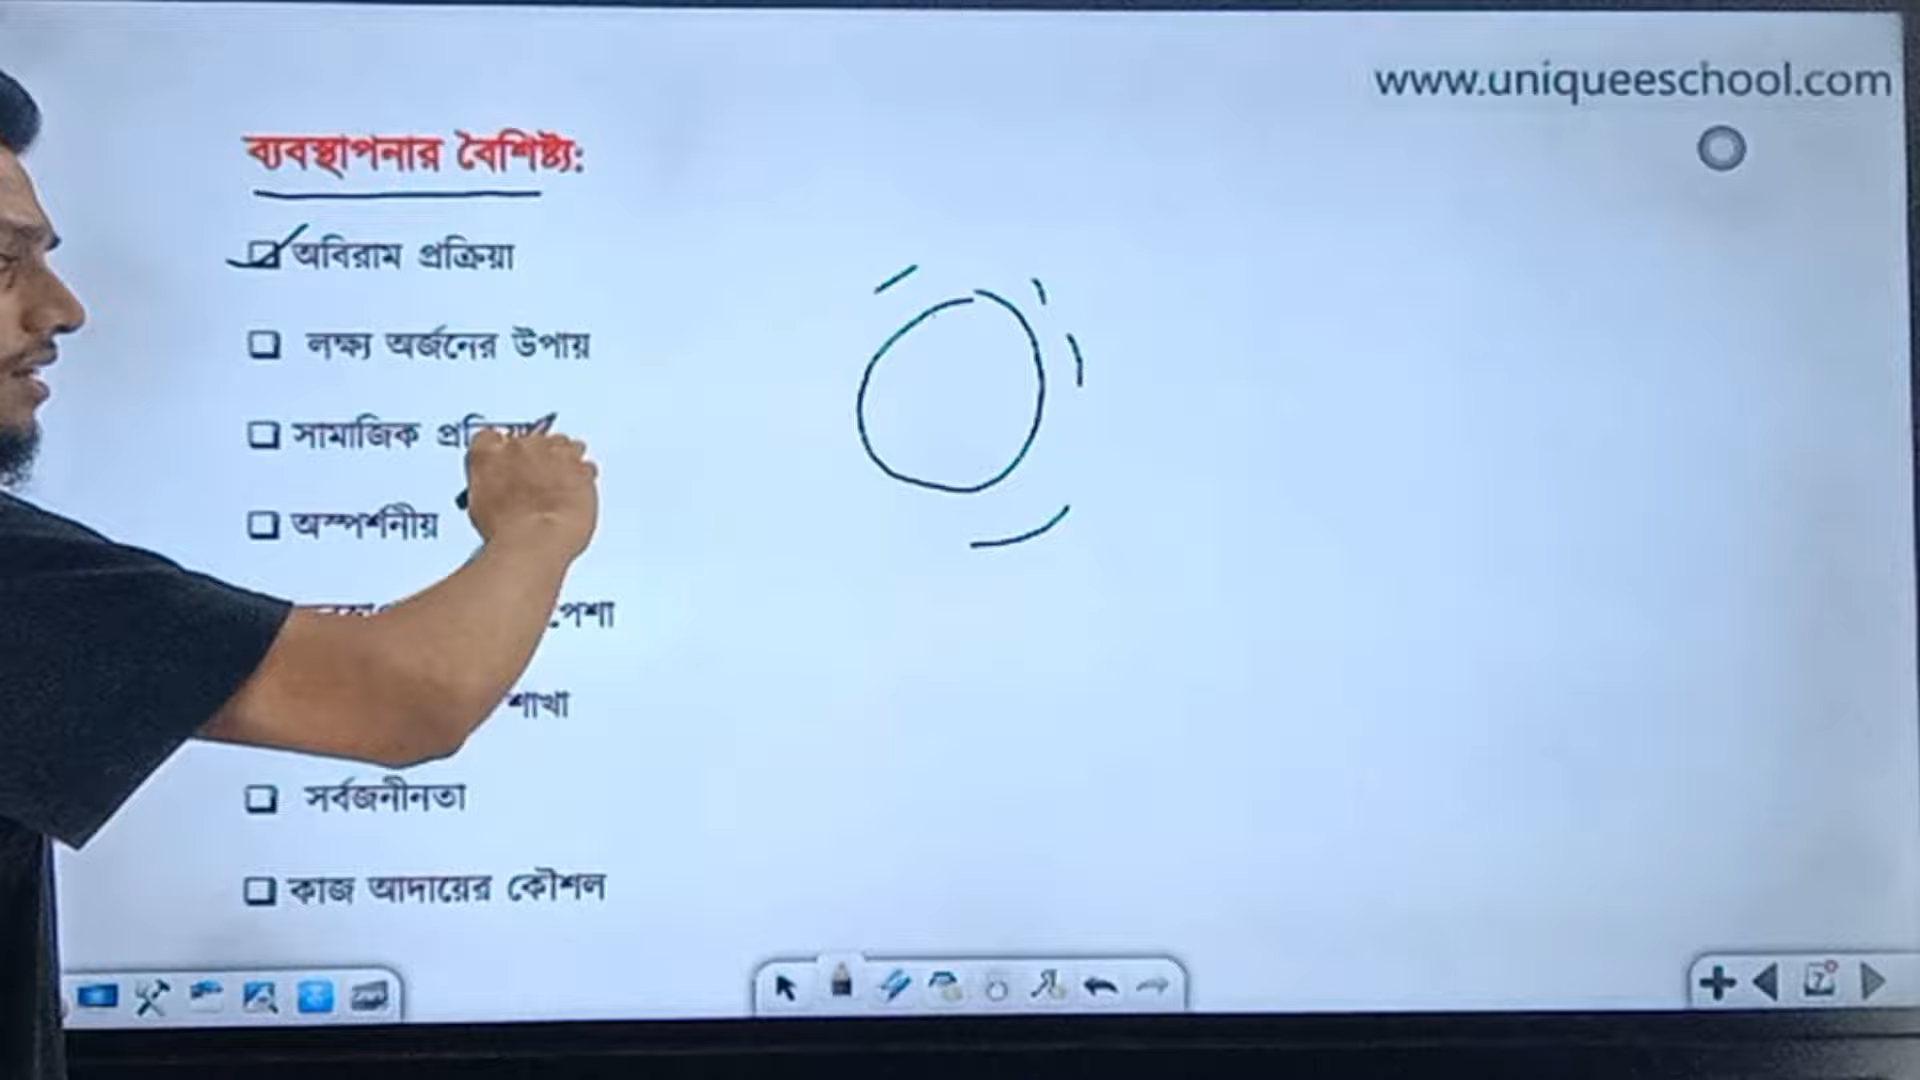 www.uniqueeschool.com
ব্যবস্থাপনার বৈশিষ্ট্য:
অবিরাম প্রক্রিয়া
লক্ষ্য অর্জনের উপায়
সামাজিক
অস্পর্শনীয়
পেশা
শাখা
সর্বজনীনতা
কাজ আদায়ের কৌশল
7